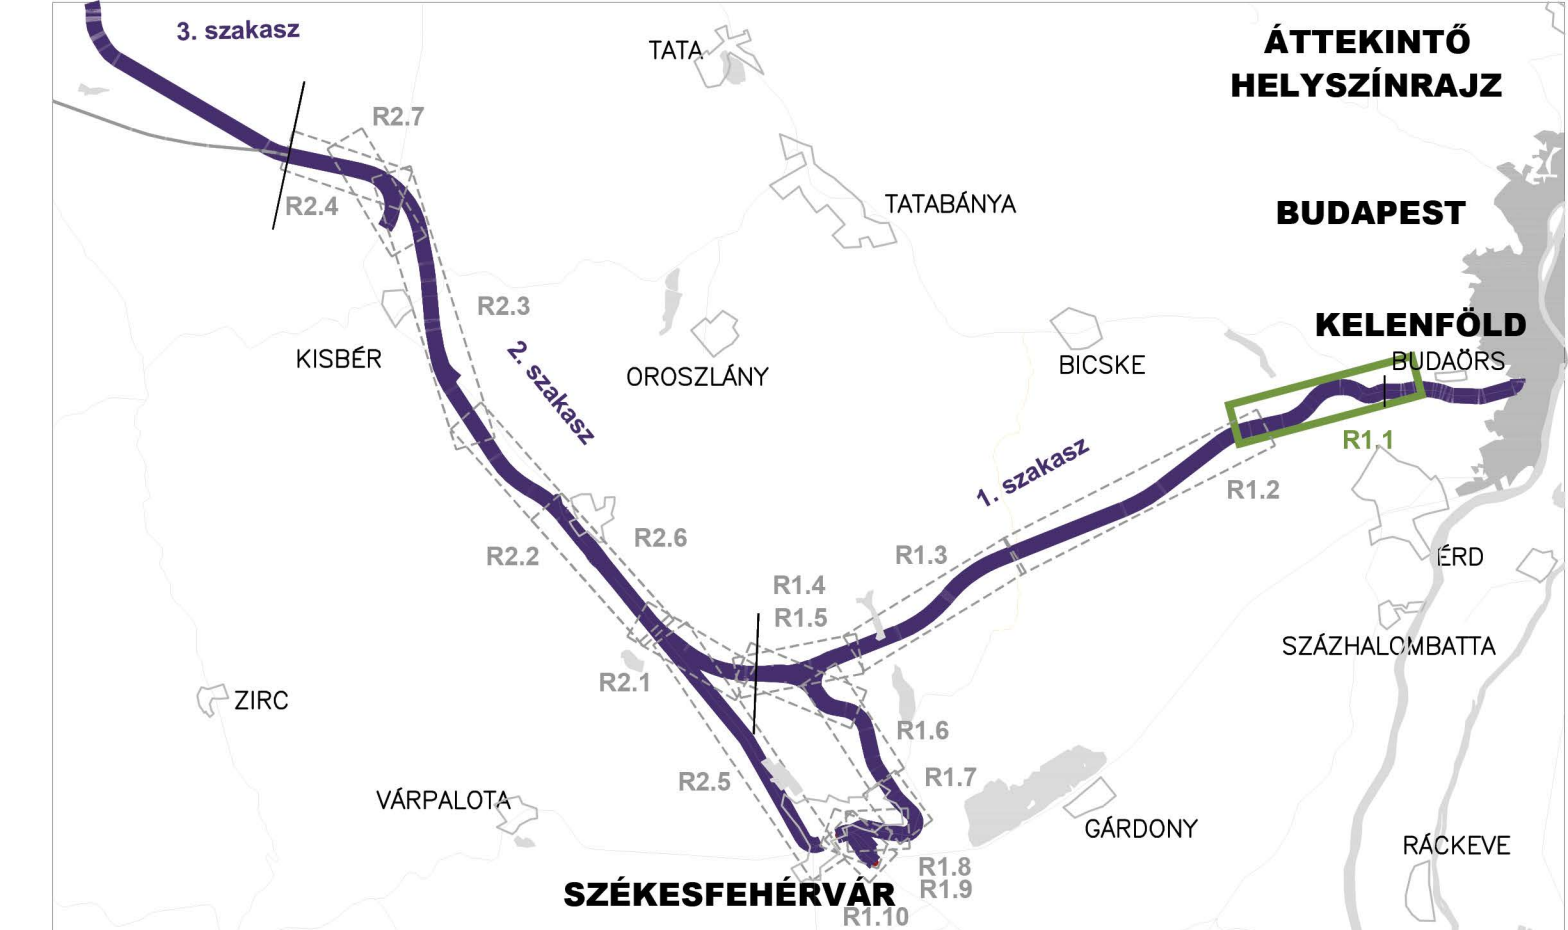 3. szakasz
TATA
ÁTTEKINTŐ
HELYSZÍNRAJZ
R2.7
R2.4
TATABÁNYA
BUDAPEST
R2.3
KELENFÖLD
KISBÉR
2. szakasz
OROSZLÁNY
BICSKE
BUDAÖRS
R1.1
1. szakasz
R1.2
R2.2
R2.6
R1.3
ÉRD
R1.4
R1.5
SZÁZHALOMBATTA
R2.1
ZIRC
R1.6
R2.5
R1.7
VÁRPALOTA
GÁRDONY
RÁCKEVE
R1.8
SZÉKESFEHÉRVÁR
R1.9
R1.10